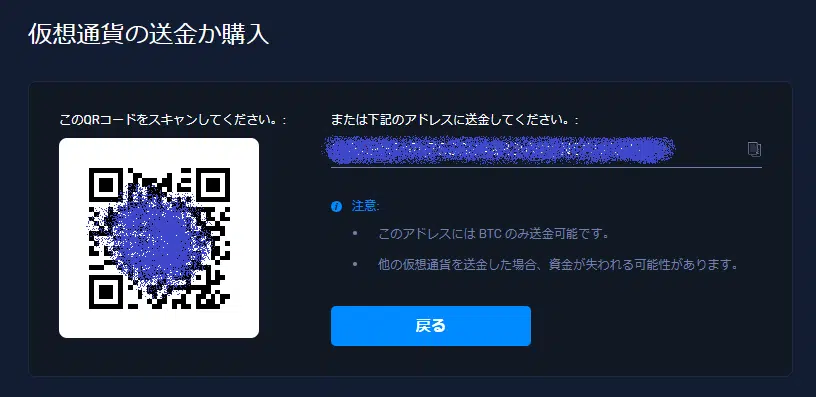 仮想通貨の送金か購入
このQRコードをスキャンしてください。:
または下記のアドレスに送金してください。:
注意:
このアドレスには BTC のみ送金可能です。
他の仮想通貨を送金した場合、資金が失われる可能性があります。
戻る